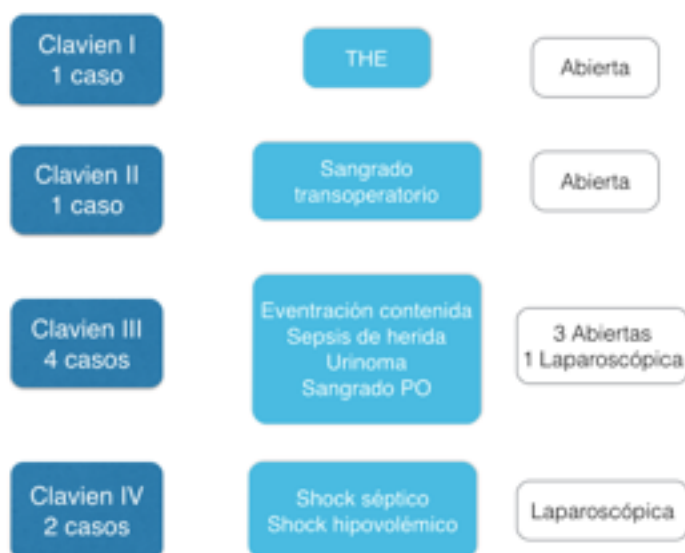 Clavien I
1 caso
THE
Abierta
Clavien II
1 caso
Sangrado
transoperatorio
Abierta
Clavien III
4 casos
Eventración contenida
Sepsis de herida
Urinoma
Sangrado PO
3 Abiertas
1 Laparoscópica
Clavien IV
2 casos
Shock séptico
Shock hipovolémico
Laparoscópica